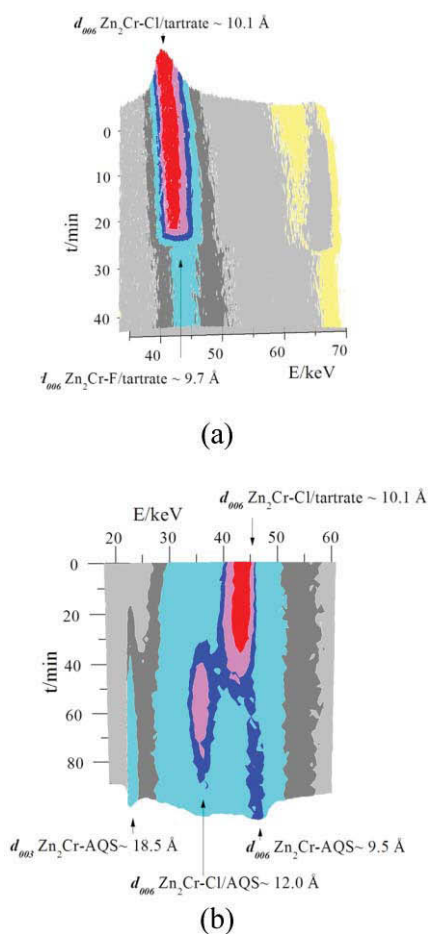 d006 Zn2Cr-Cl/tartrate ~ 10.1 Å
0
10
20
30
40
t/min
40 50 60 70
E/keV
d006 Zn2Cr-F/tartrate ~ 9.7 Å
(a)
d006 Zn2Cr-Cl/tartrate ~ 10.1 Å
E/keV
20 30 40 50 60
0
20
40
60
80
t/min
d003 Zn2Cr-AQS~ 18.5 Å
d006 Zn2Cr-AQS~ 9.5 Å
d006 Zn2Cr-Cl/AQS~ 12.0 Å
(b)